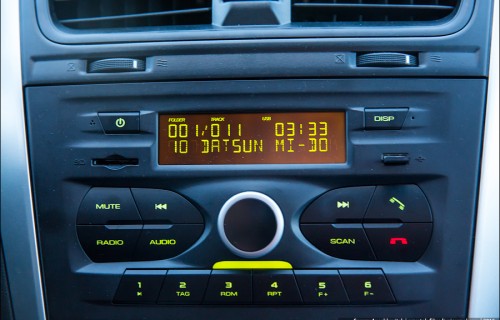 FOLDER TRACK USB
001/011 03:33
10 DATSUN MI-DO
DISP
MUTE
RADIO AUDIO
SCAN
1 2 3 4 5 6
TAG RDM RPT F+ F-